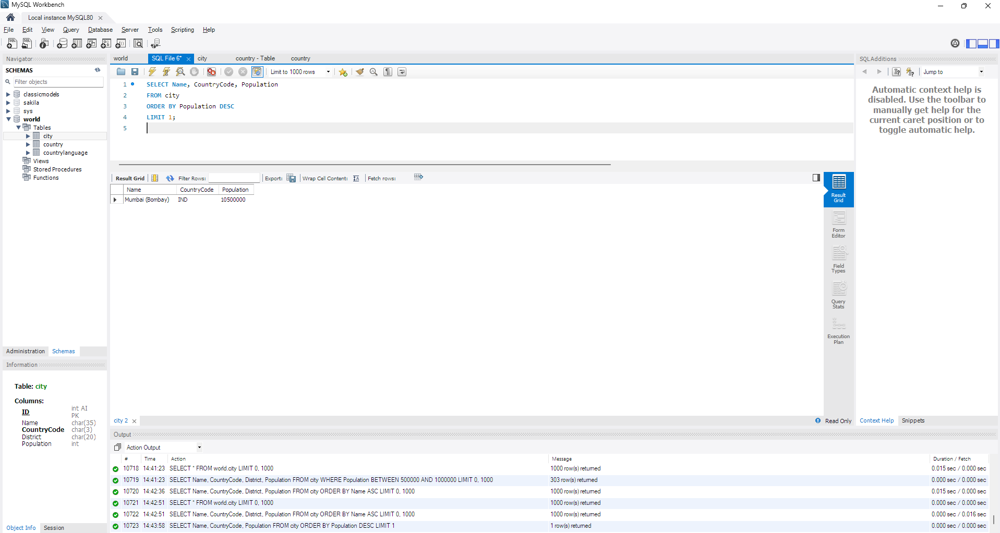 MySQL Workbench
Local instance MySQL80
File Edit View Query Database Server Tools Scripting Help
Navigator
SCHEMAS
Filter objects
classicmodels
sakila
sys
world
Tables
city
country
countrylanguage
Views
Stored Procedures
Functions
Administration Schemas
Information
Table: city
Columns:
ID int AI PK
Name char(35)
CountryCode char(3)
District char(20)
Population int
Object Info Session
world SQL File 6* city country - Table country
Limit to 1000 rows
1 SELECT Name, CountryCode, Population
2 FROM city
3 ORDER BY Population DESC
4 LIMIT 1;
5
Result Grid Filter Rows: Export: Wrap Cell Content: Fetch rows:
Name CountryCode Population
Mumbai (Bombay) IND 10500000
Result Grid
Form Editor
Field Types
Query Stats
Execution Plan
city 2 Read Only
SQLAdditions
Jump to
Automatic context help is
disabled. Use the toolbar to
manually get help for the
current caret position or to
toggle automatic help.
Context Help Snippets
Output
Action Output
# Time Action Message Duration / Fetch
10718 14:41:23 SELECT * FROM world.city LIMIT 0, 1000 1000 row(s) returned 0.015 sec / 0.000 sec
10719 14:41:23 SELECT Name, CountryCode, District, Population FROM city WHERE Population BETWEEN 500000 AND 1000000 LIMIT 0, 1000 303 row(s) returned 0.000 sec / 0.000 sec
10720 14:42:36 SELECT Name, CountryCode, District, Population FROM city ORDER BY Name ASC LIMIT 0, 1000 1000 row(s) returned 0.015 sec / 0.000 sec
10721 14:42:51 SELECT * FROM world.city LIMIT 0, 1000 1000 row(s) returned 0.000 sec / 0.000 sec
10722 14:42:51 SELECT Name, CountryCode, District, Population FROM city ORDER BY Name ASC LIMIT 0, 1000 1000 row(s) returned 0.000 sec / 0.016 sec
10723 14:43:58 SELECT Name, CountryCode, Population FROM city ORDER BY Population DESC LIMIT 1 1 row(s) returned 0.000 sec / 0.000 sec